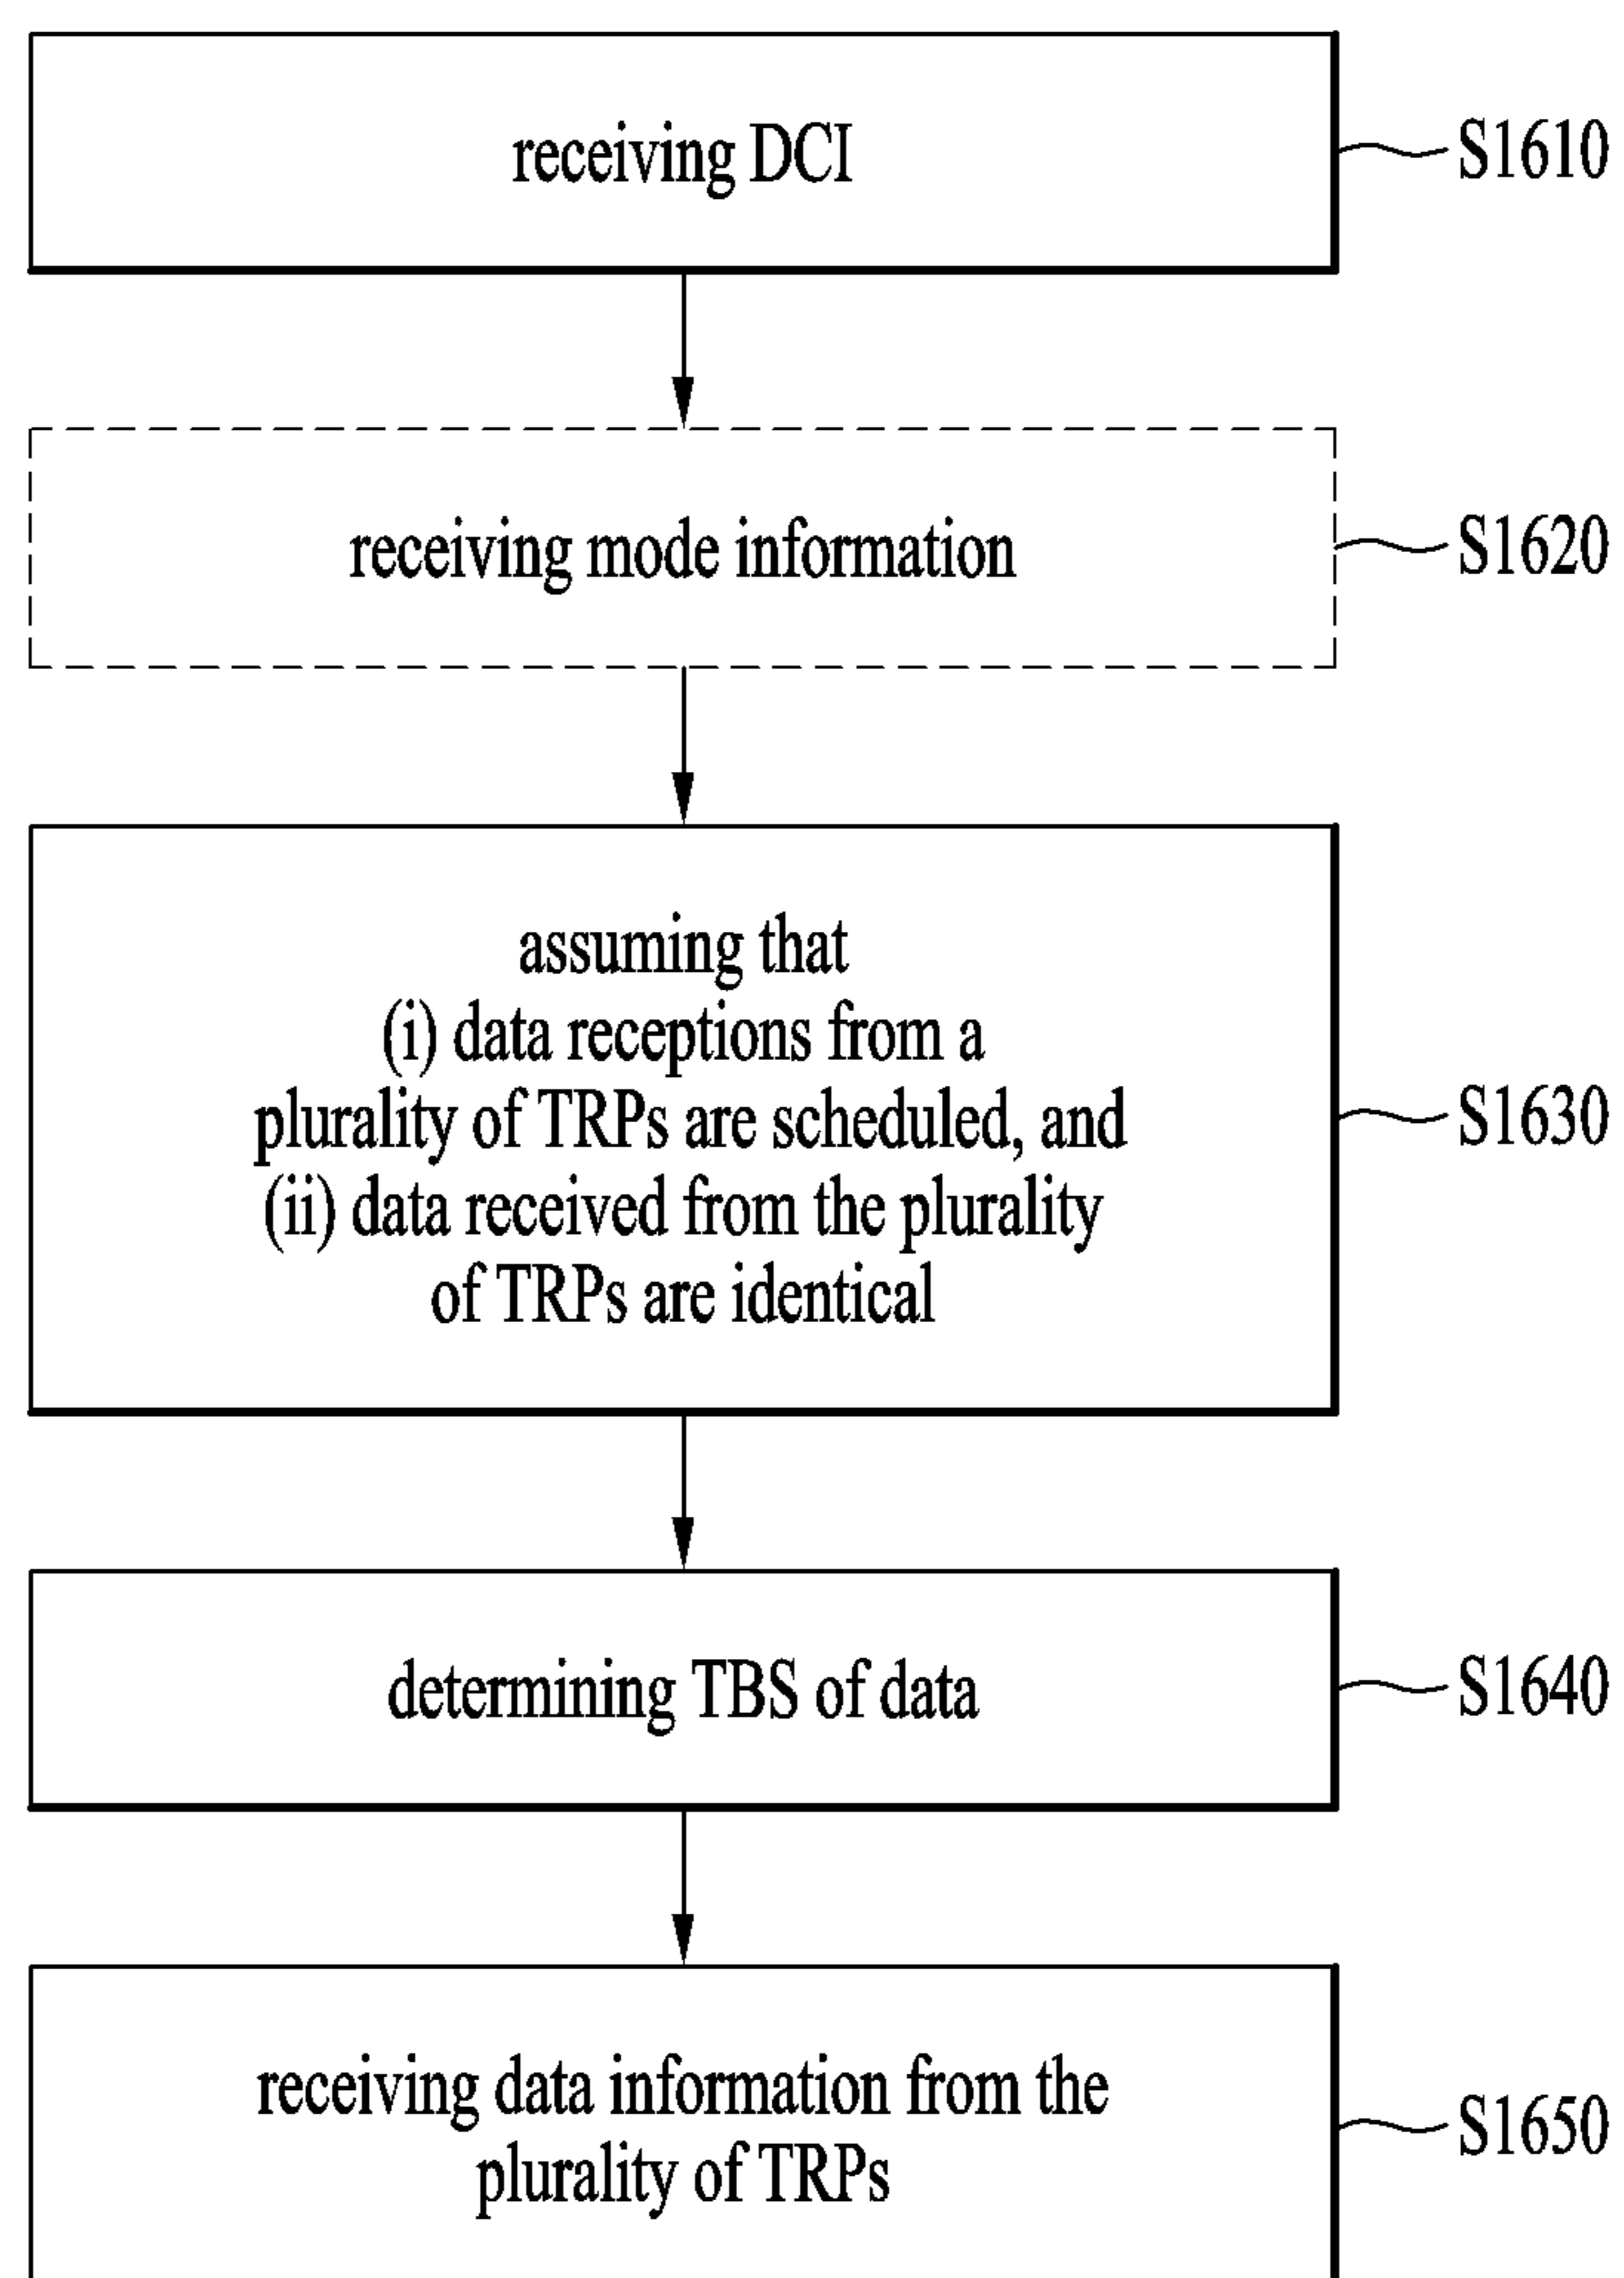 receiving DCI
S1610
receiving mode information
S1620
assuming that
(i) data receptions from a
plurality of TRPs are scheduled, and
(ii) data received from the plurality
of TRPs are identical
S1630
determining TBS of data
S1640
receiving data information from the
plurality of TRPs
S1650